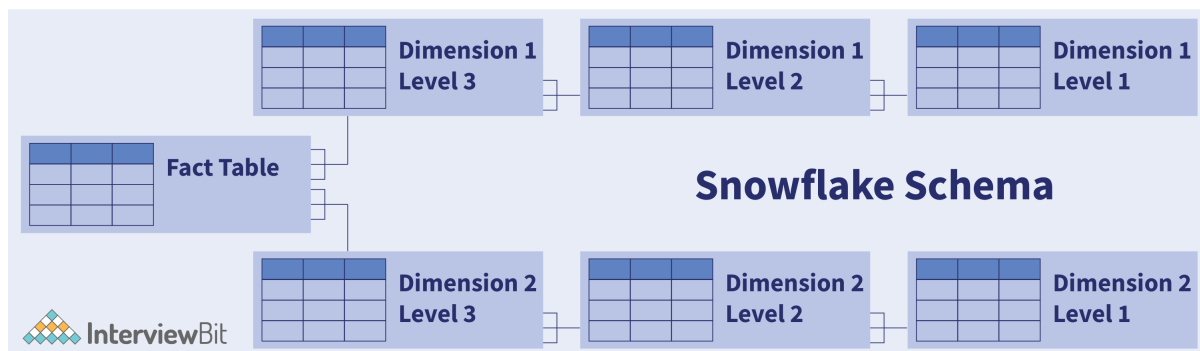 Dimension 1
Level 3
Dimension 1
Level 2
Dimension 1
Level 1
Fact Table
Snowflake Schema
Dimension 2
Level 3
Dimension 2
Level 2
Dimension 2
Level 1
InterviewBit